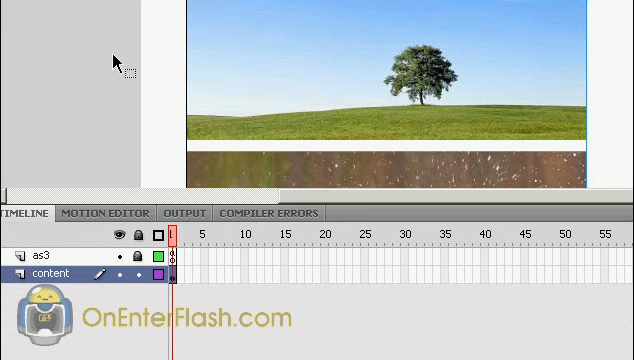 TIMELINE MOTION EDITOR OUTPUT COMPILER ERRORS
1 5 10 15 20 25 30 35 40 45 50 55
as3
content
OEF
OnEnterFlash.com